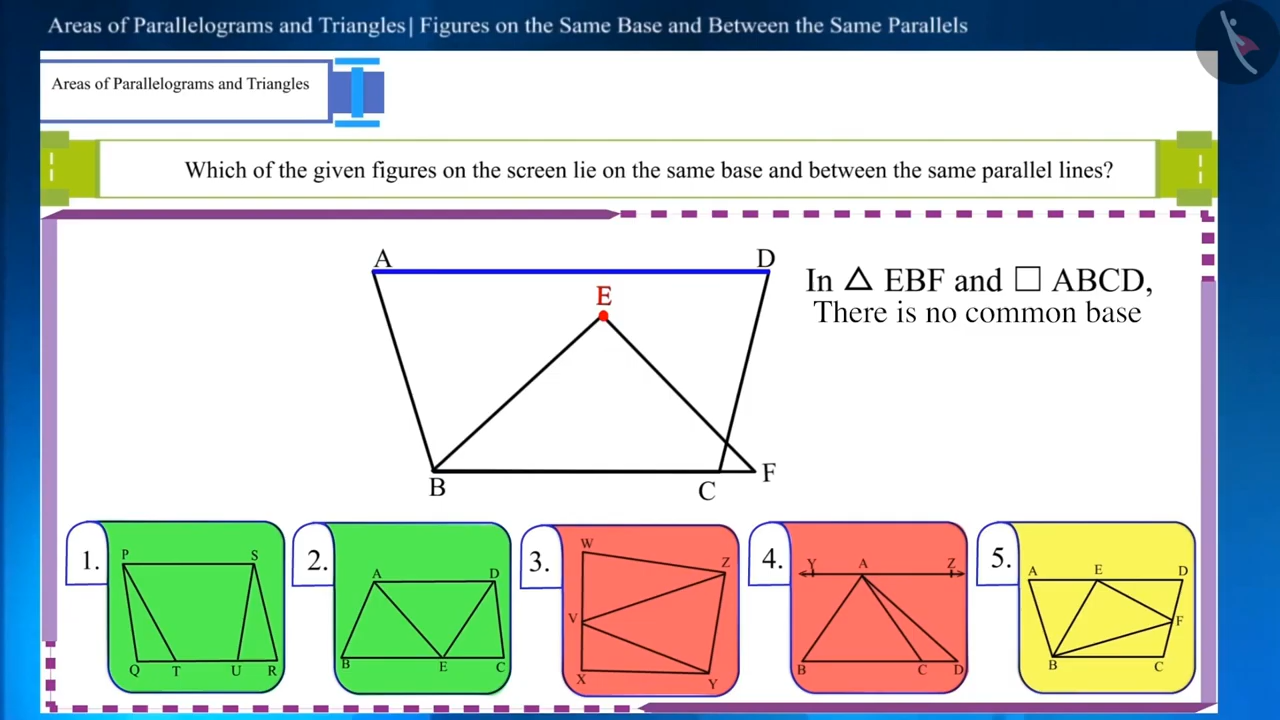 Areas of Parallelograms and Triangles| Figures on the Same Base and Between the Same Parallels
Areas of Parallelograms and Triangles
Which of the given figures on the screen lie on the same base and between the same parallel lines?
A D
E
B C F
In △ EBF and □ ABCD,
There is no common base
1.
P S
Q T U R
2.
A D
B E C
3.
W
Z
V
X Y
4.
Y A Z
B C D
5.
A E D
F
B C